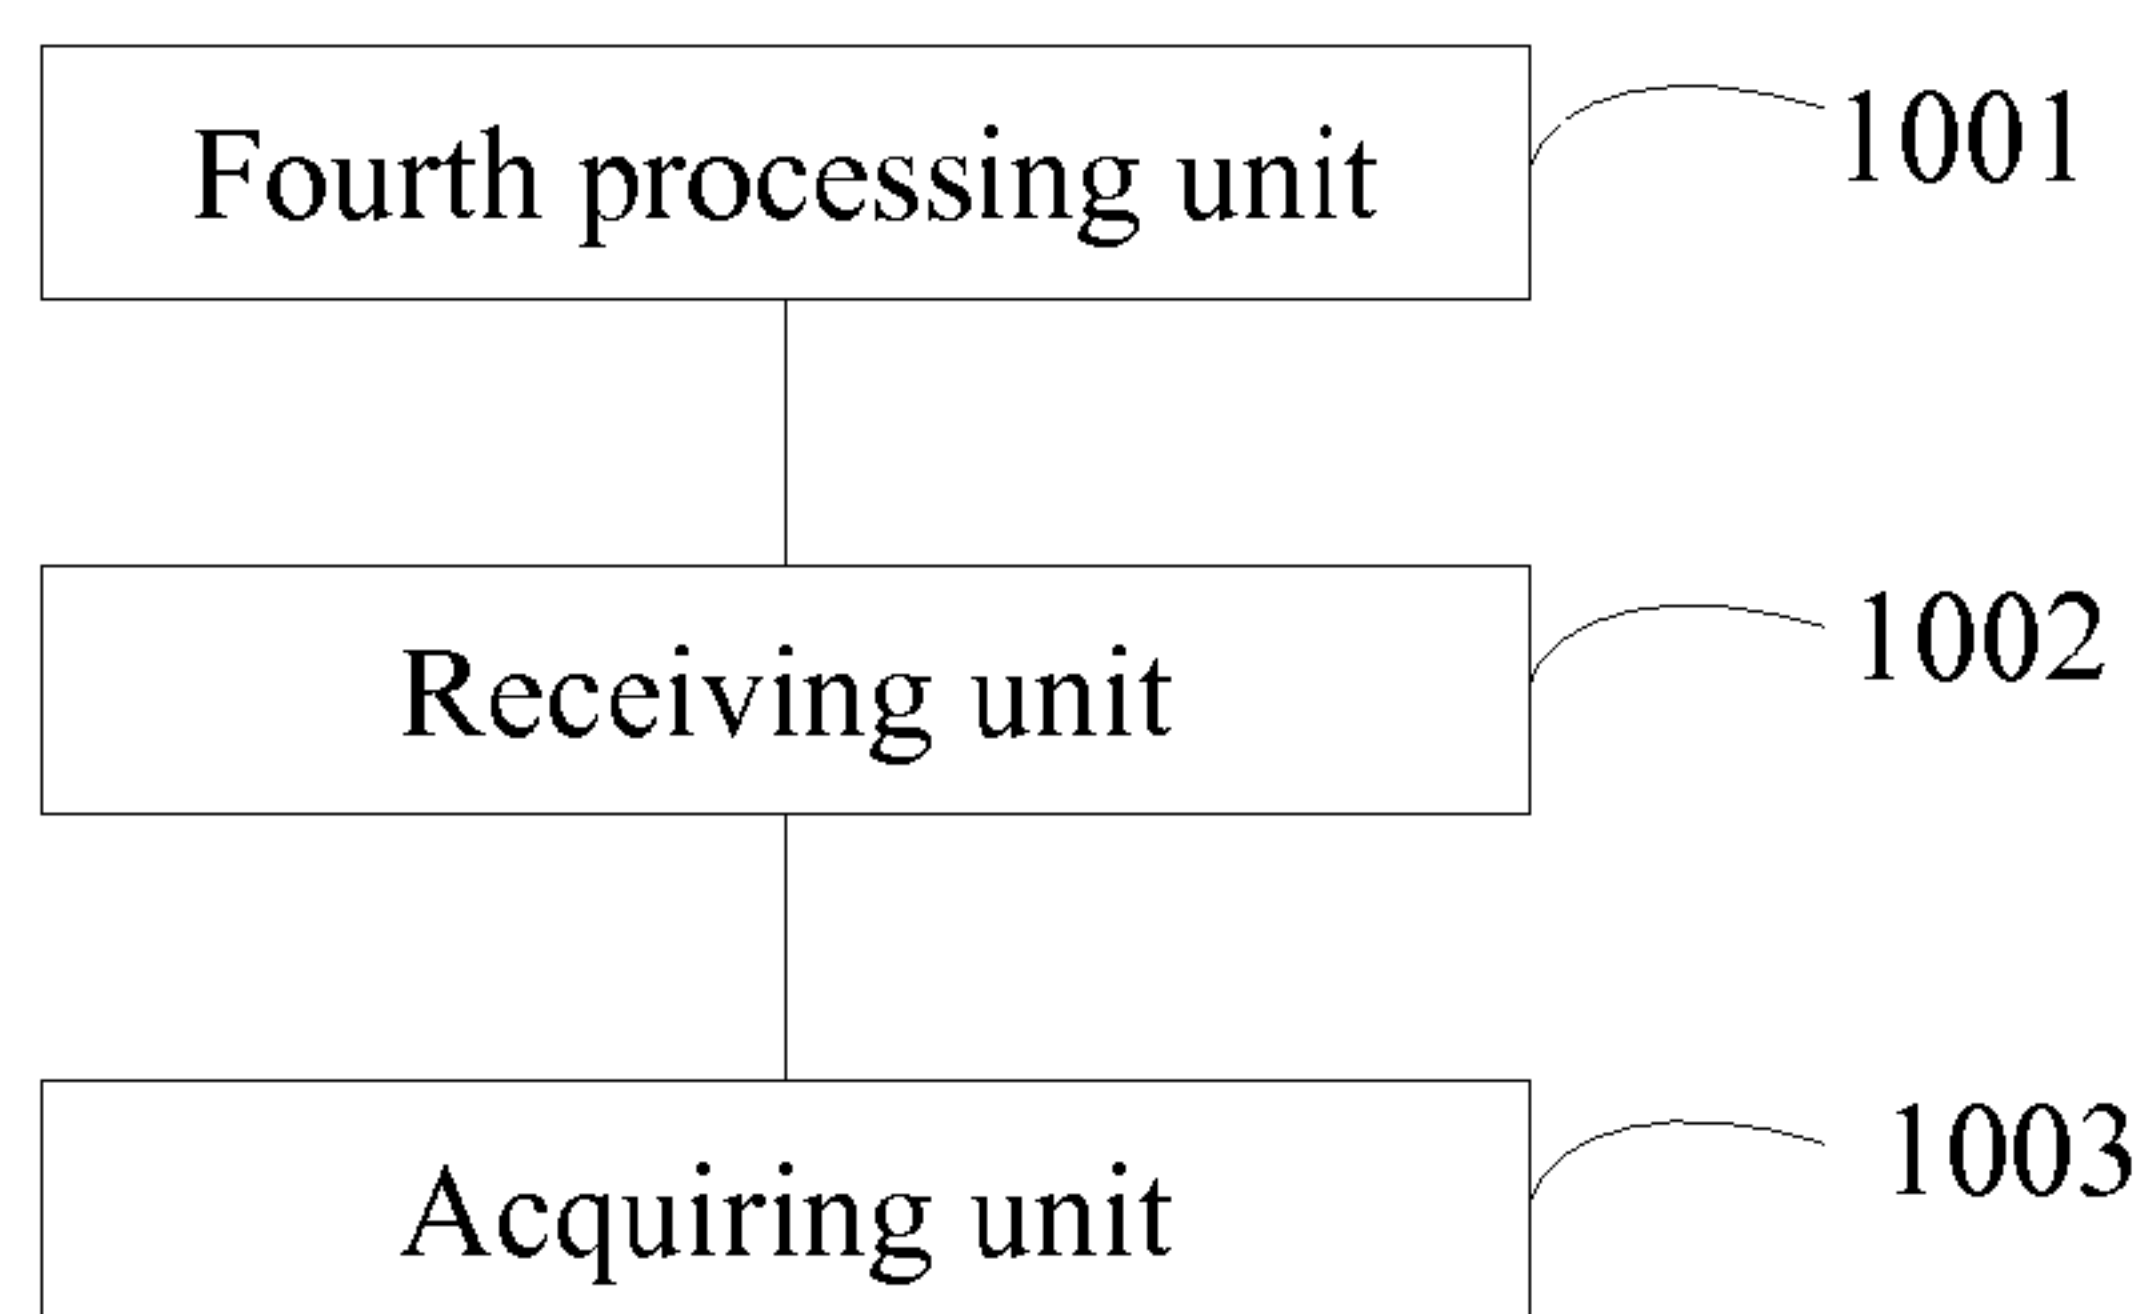 Fourth processing unit
1001
Receiving unit
1002
Acquiring unit
1003